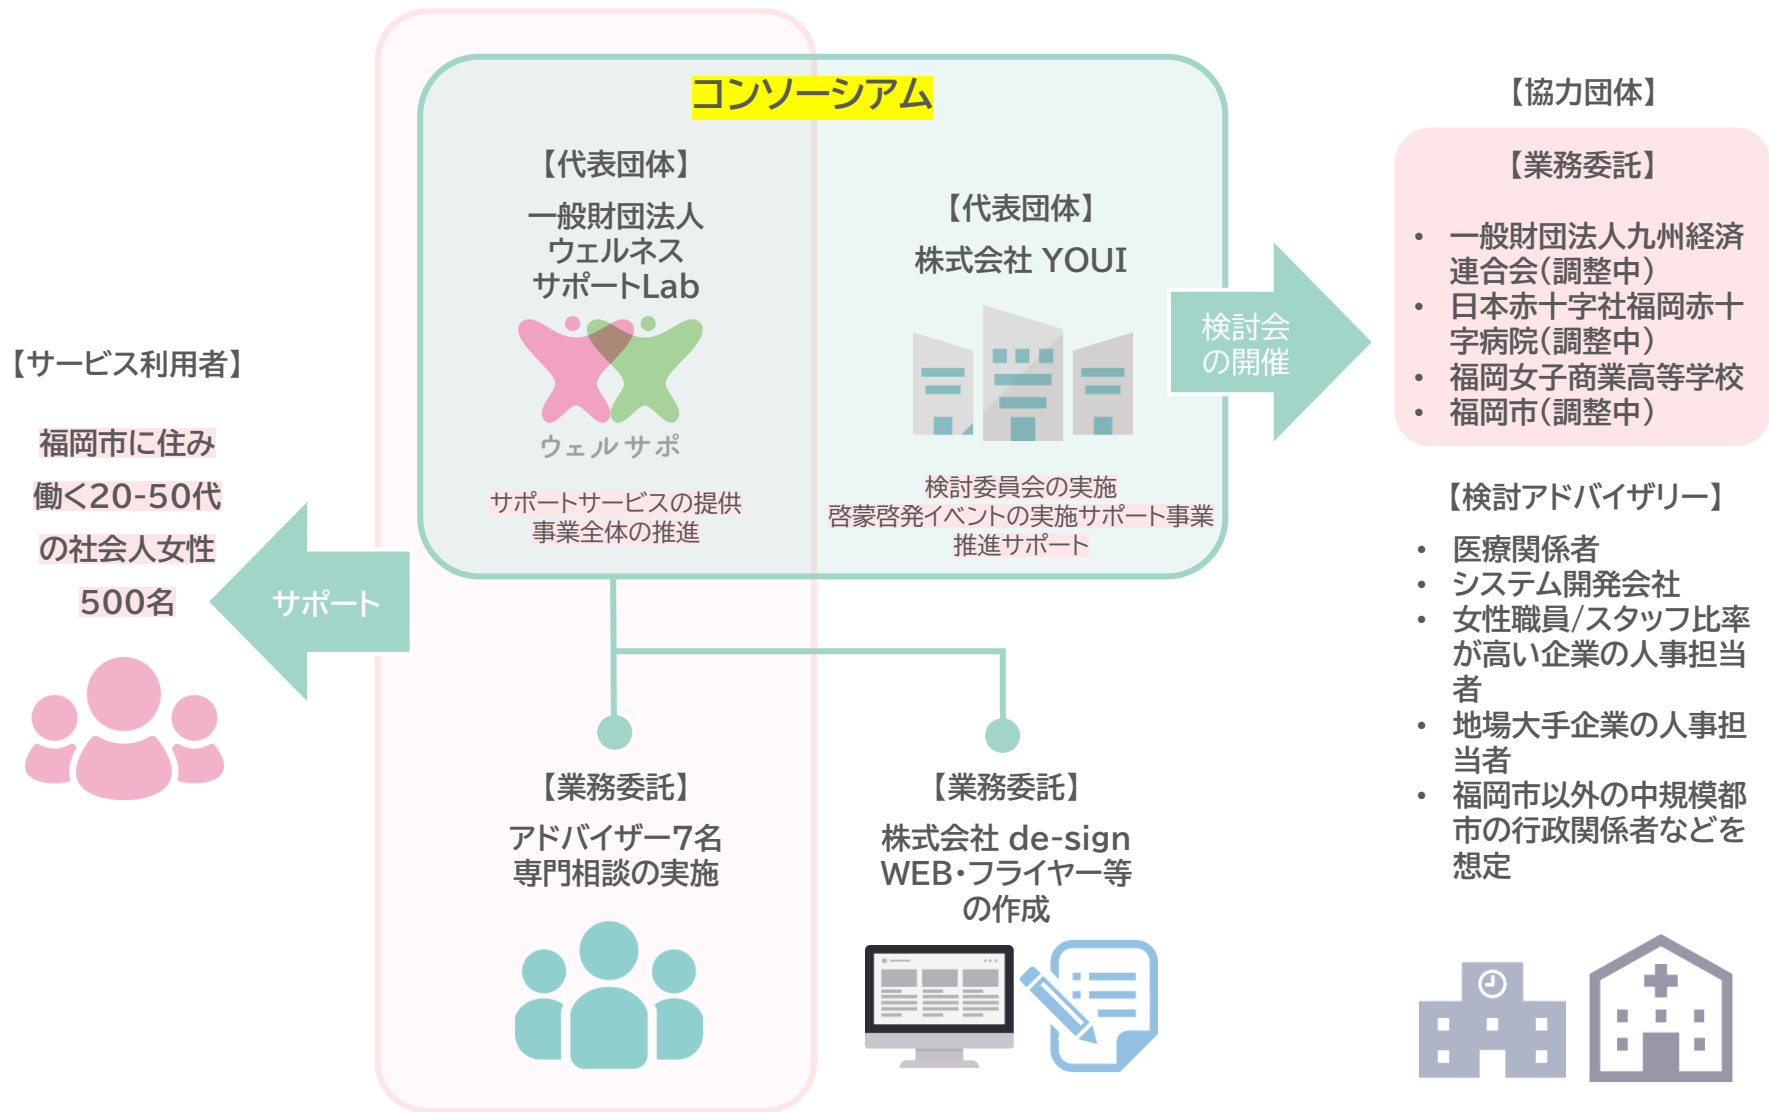 コンソーシアム
【代表団体】
一般財団法人
ウェルネス
サポートLab
ウェルサポ
サポートサービスの提供
事業全体の推進
【代表団体】
株式会社 YOUI
検討委員会の実施
啓蒙啓発イベントの実施サポート事業
推進サポート
検討会
の開催
【サービス利用者】
福岡市に住み
働く20-50代
の社会人女性
500名
サポート
【業務委託】
アドバイザー7名
専門相談の実施
【業務委託】
株式会社 de-sign
WEB・フライヤー等
の作成
【協力団体】
【業務委託】
• 一般財団法人九州経済
連合会(調整中)
• 日本赤十字社福岡赤十
字病院(調整中)
• 福岡女子商業高等学校
• 福岡市(調整中)
【検討アドバイザリー】
• 医療関係者
• システム開発会社
• 女性職員/スタッフ比率
が高い企業の人事担当
者
• 地場大手企業の人事担
当者
• 福岡市以外の中規模都
市の行政関係者などを
想定